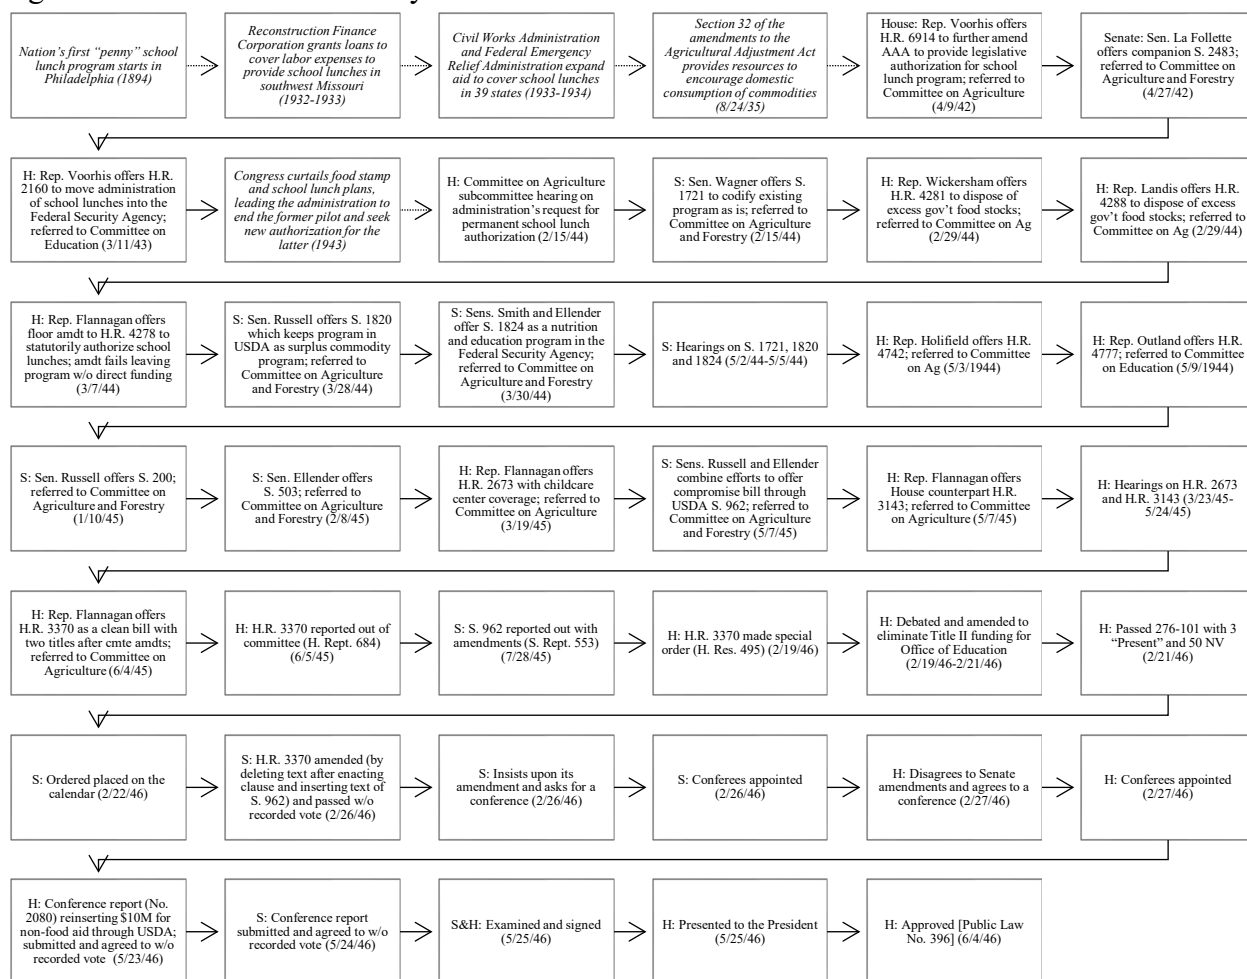 Nation's first "penny" school
lunch program starts in
Philadelphia (1894)
Reconstruction Finance
Corporation grants loans to
cover labor expenses to
provide school lunches in
southwest Missouri
(1932-1933)
Civil Works Administration
and Federal Emergency
Relief Administration expand
aid to cover school lunches
in 39 states (1933-1934)
Section 32 of the
amendments to the
Agricultural Adjustment Act
provides resources to
encourage domestic
consumption of commodities
(8/24/35)
House: Rep. Voorhis offers
H.R. 6914 to further amend
AAA to provide legislative
authorization for school
lunch program; referred to
Committee on Agriculture
(4/9/42)
Senate: Sen. La Follette
offers companion S. 2483;
referred to Committee on
Agriculture and Forestry
(4/27/42)
H: Rep. Voorhis offers H.R.
2160 to move administration
of school lunches into the
Federal Security Agency;
referred to Committee on
Education (3/11/43)
Congress curtails food stamp
and school lunch plans,
leading the administration to
end the former pilot and seek
new authorization for the
latter (1943)
H: Committee on Agriculture
subcommittee hearing on
administration's request for
permanent school lunch
authorization (2/15/44)
S: Sen. Wagner offers S.
1721 to codify existing
program as is; referred to
Committee on Agriculture
and Forestry (2/15/44)
H: Rep. Wickersham offers
H.R. 4281 to dispose of
excess gov't food stocks;
referred to Committee on Ag
(2/29/44)
H: Rep. Landis offers H.R.
4288 to dispose of excess
gov't food stocks; referred to
Committee on Ag (2/29/44)
H: Rep. Flannagan offers
floor amdt to H.R. 4278 to
statutorily authorize school
lunches; amdt fails leaving
program w/o direct funding
(3/7/44)
S: Sen. Russell offers S. 1820
which keeps program in
USDA as surplus commodity
program; referred to
Committee on Agriculture
and Forestry (3/28/44)
S: Sens. Smith and Ellender
offer S. 1824 as a nutrition
and education program in the
Federal Security Agency;
referred to Committee on
Agriculture and Forestry
(3/30/44)
S: Hearings on S. 1721, 1820
and 1824 (5/2/44-5/5/44)
H: Rep. Holifield offers H.R.
4742; referred to Committee
on Ag (5/3/1944)
H: Rep. Outland offers H.R.
4777; referred to Committee
on Education (5/9/1944)
S: Sen. Russell offers S. 200;
referred to Committee on
Agriculture and Forestry
(1/10/45)
S: Sen. Ellender offers
S. 503; referred to
Committee on Agriculture
and Forestry (2/8/45)
H: Rep. Flannagan offers
H.R. 2673 with childcare
center coverage; referred to
Committee on Agriculture
(3/19/45)
S: Sens. Russell and Ellender
combine efforts to offer
compromise bill through
USDA S. 962; referred to
Committee on Agriculture
and Forestry (5/7/45)
H: Rep. Flannagan offers
House counterpart H.R.
3143; referred to Committee
on Agriculture (5/7/45)
H: Hearings on H.R. 2673
and H.R. 3143 (3/23/45-
5/24/45)
H: Rep. Flannagan offers
H.R. 3370 as a clean bill with
two titles after cmte amdts;
referred to Committee on
Agriculture (6/4/45)
H: H.R. 3370 reported out of
committee (H. Rept. 684)
(6/5/45)
S: S. 962 reported out with
amendments (S. Rept. 553)
(7/28/45)
H: H.R. 3370 made special
order (H. Res. 495) (2/19/46)
H: Debated and amended to
eliminate Title II funding for
Office of Education
(2/19/46-2/21/46)
H: Passed 276-101 with 3
"Present" and 50 NV
(2/21/46)
S: Ordered placed on the
calendar (2/22/46)
S: H.R. 3370 amended (by
deleting text after enacting
clause and inserting text of
S. 962) and passed w/o
recorded vote (2/26/46)
S: Insists upon its
amendment and asks for a
conference (2/26/46)
S: Conferees appointed
(2/26/46)
H: Disagrees to Senate
amendments and agrees to a
conference (2/27/46)
H: Conferees appointed
(2/27/46)
H: Conference report (No.
2080) reinserting $10M for
non-food aid through USDA;
submitted and agreed to w/o
recorded vote (5/23/46)
S: Conference report
submitted and agreed to w/o
recorded vote (5/24/46)
S&H: Examined and signed
(5/25/46)
H: Presented to the President
(5/25/46)
H: Approved [Public Law
No. 396] (6/4/46)